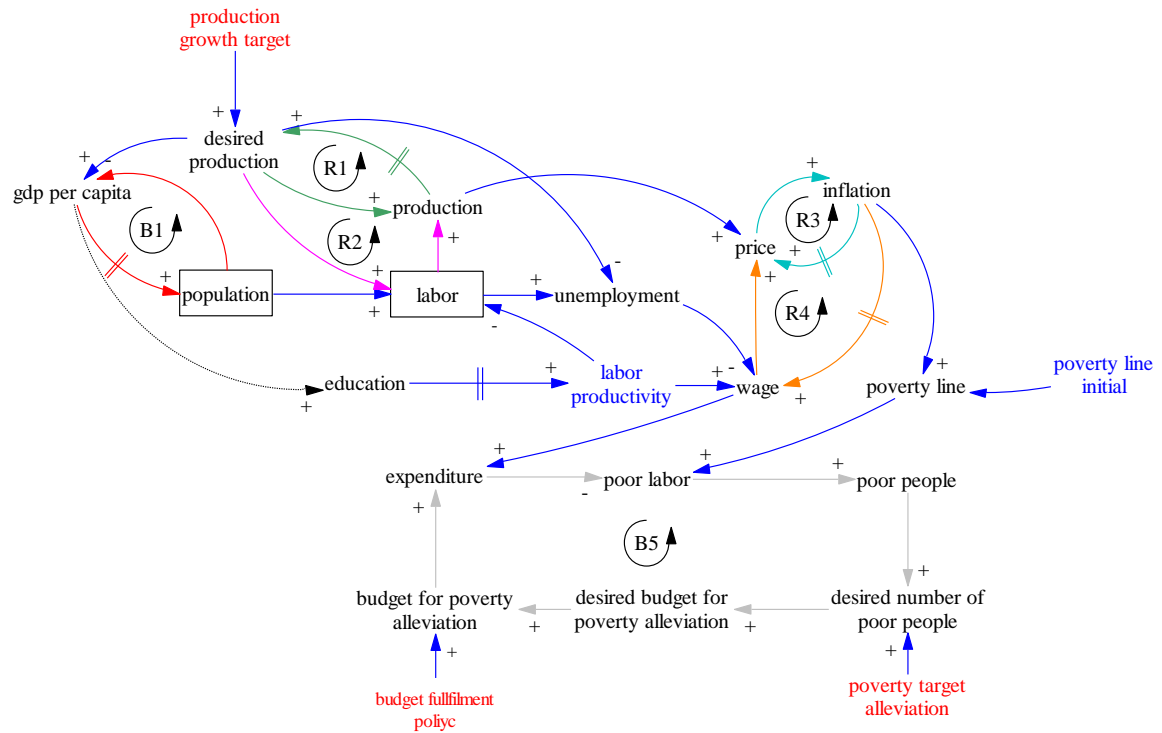 production
growth target
desired
production
gdp per capita
R1
production
inflation
R3
B1
R2
price
population
labor
unemployment
R4
education
labor
productivity
wage
poverty line
poverty line
initial
expenditure
poor labor
poor people
B5
budget for poverty
alleviation
desired budget for
poverty alleviation
desired number of
poor people
budget fullfilment
poliyc
poverty target
alleviation
+
+
-
+
+
+
+
+
+
+
+
+
+
-
+
-
+
+
+
+
-
+
+
+
+
+
-
+
+
+
+
+
+
+
+